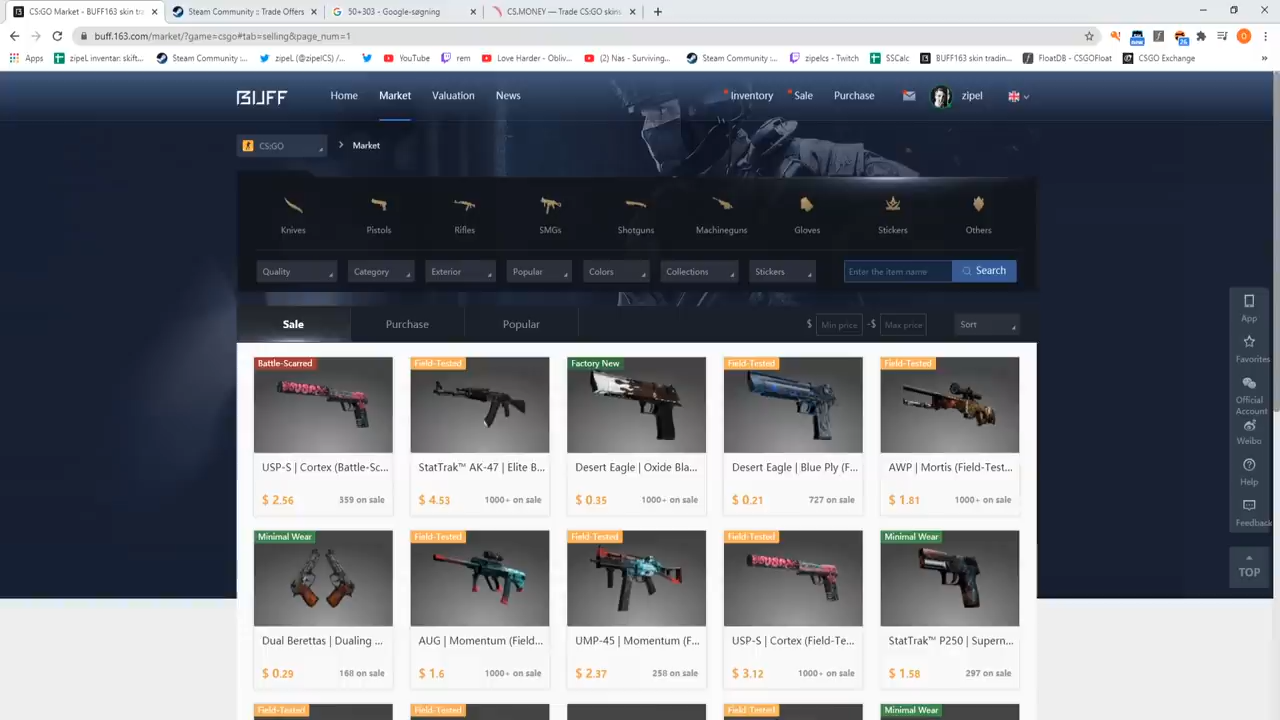 CS:GO Market - BUFF163 skin tra
Steam Community :: Trade Offers
50+303 - Google-søgning
CS.MONEY — Trade CS:GO skins
buff.163.com/market/?game=csgo#tab=selling&page_num=1
Apps
zipeL inventar: skift...
Steam Community :...
zipeL (@zipelCS) /...
YouTube
rem
Love Harder - Obliv...
(2) Nas - Surviving...
Steam Community :...
zipelcs - Twitch
SSCalc
BUFF163 skin tradin...
FloatDB - CSGOFloat
CSGO Exchange
BUFF
Home
Market
Valuation
News
Inventory
Sale
Purchase
zipel
CS:GO
Market
Knives
Pistols
Rifles
SMGs
Shotguns
Machineguns
Gloves
Stickers
Others
Quality
Category
Exterior
Popular
Colors
Collections
Stickers
Enter the item name
Search
Sale
Purchase
Popular
$ Min price -$ Max price
Sort
Battle-Scarred
Field-Tested
Factory New
Field-Tested
Field-Tested
USP-S | Cortex (Battle-Sc...
StatTrak™ AK-47 | Elite B...
Desert Eagle | Oxide Bla...
Desert Eagle | Blue Ply (F...
AWP | Mortis (Field-Test...
$ 2.56 359 on sale
$ 4.53 1000+ on sale
$ 0.35 1000+ on sale
$ 0.21 727 on sale
$ 1.81 1000+ on sale
Minimal Wear
Field-Tested
Field-Tested
Field-Tested
Minimal Wear
Dual Berettas | Dualing ...
AUG | Momentum (Field...
UMP-45 | Momentum (F...
USP-S | Cortex (Field-Te...
StatTrak™ P250 | Supern...
$ 0.29 168 on sale
$ 1.6 1000+ on sale
$ 2.37 258 on sale
$ 3.12 1000+ on sale
$ 1.58 297 on sale
Field-Tested
Field-Tested
Minimal Wear
App
Favorites
Official
Account
Weibo
Help
Feedback
TOP